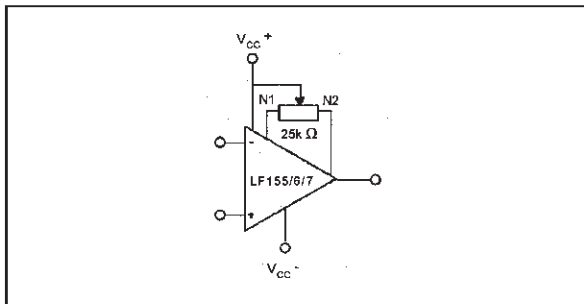 VCC+
N1 N2
25k Ω
-
LF155/6/7
+
VCC-